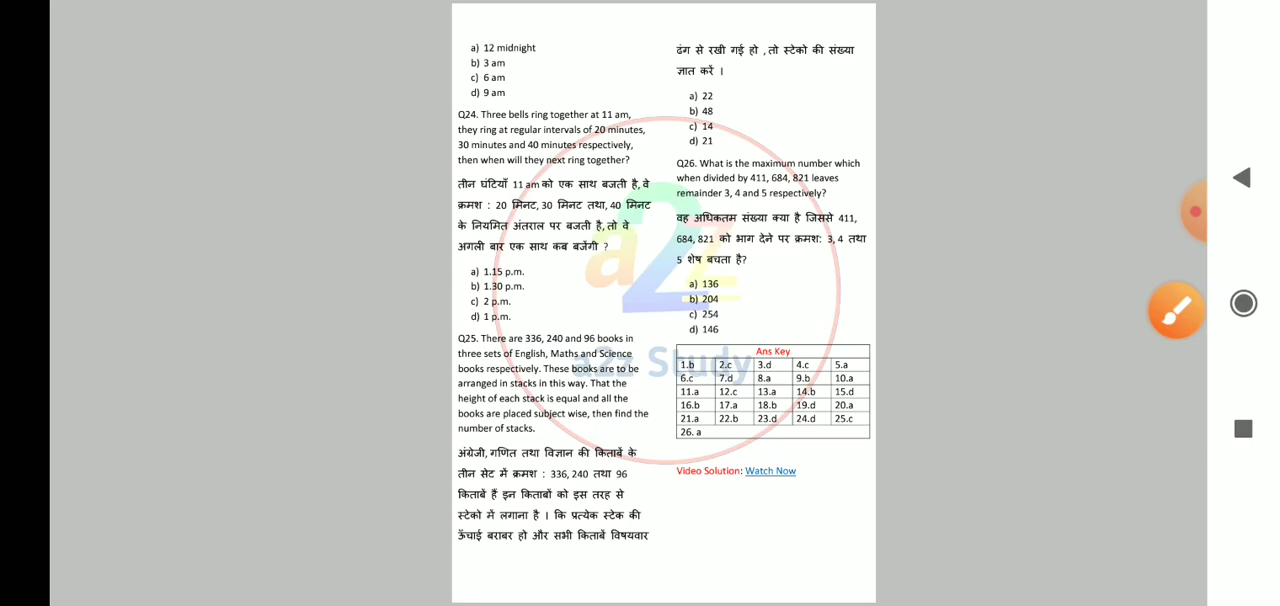 a) 12 midnight
b) 3 am
c) 6 am
d) 9 am
Q24. Three bells ring together at 11 am,
they ring at regular intervals of 20 minutes,
30 minutes and 40 minutes respectively,
then when will they next ring together?
तीन घंटियाँ 11 am को एक साथ बजती है, वे
क्रमश : 20 मिनट, 30 मिनट तथा, 40 मिनट
के नियमित अंतराल पर बजती है, तो वे
अगली बार एक साथ कब बजेंगी ?
a) 1.15 p.m.
b) 1.30 p.m.
c) 2 p.m.
d) 1 p.m.
Q25. There are 336, 240 and 96 books in
three sets of English, Maths and Science
books respectively. These books are to be
arranged in stacks in this way. That the
height of each stack is equal and all the
books are placed subject wise, then find the
number of stacks.
अंग्रेजी, गणित तथा विज्ञान की किताबें के
तीन सेट में क्रमश : 336, 240 तथा 96
किताबें हैं इन किताबों को इस तरह से
स्टेको में लगाना है । कि प्रत्येक स्टेक की
ऊँचाई बराबर हो और सभी किताबें विषयवार
ढंग से रखी गई हो , तो स्टेको की संख्या
ज्ञात करें ।
a) 22
b) 48
c) 14
d) 21
Q26. What is the maximum number which
when divided by 411, 684, 821 leaves
remainder 3, 4 and 5 respectively?
वह अधिकतम संख्या क्या है जिससे 411,
684, 821 को भाग देने पर क्रमश: 3, 4 तथा
5 शेष बचता है?
a) 136
b) 204
c) 254
d) 146
Ans Key
1.b 2.c 3.d 4.c 5.a
6.c 7.d 8.a 9.b 10.a
11.a 12.c 13.a 14.b 15.d
16.b 17.a 18.b 19.d 20.a
21.a 22.b 23.d 24.d 25.c
26. a
Video Solution: Watch Now
a2z
a2z Study